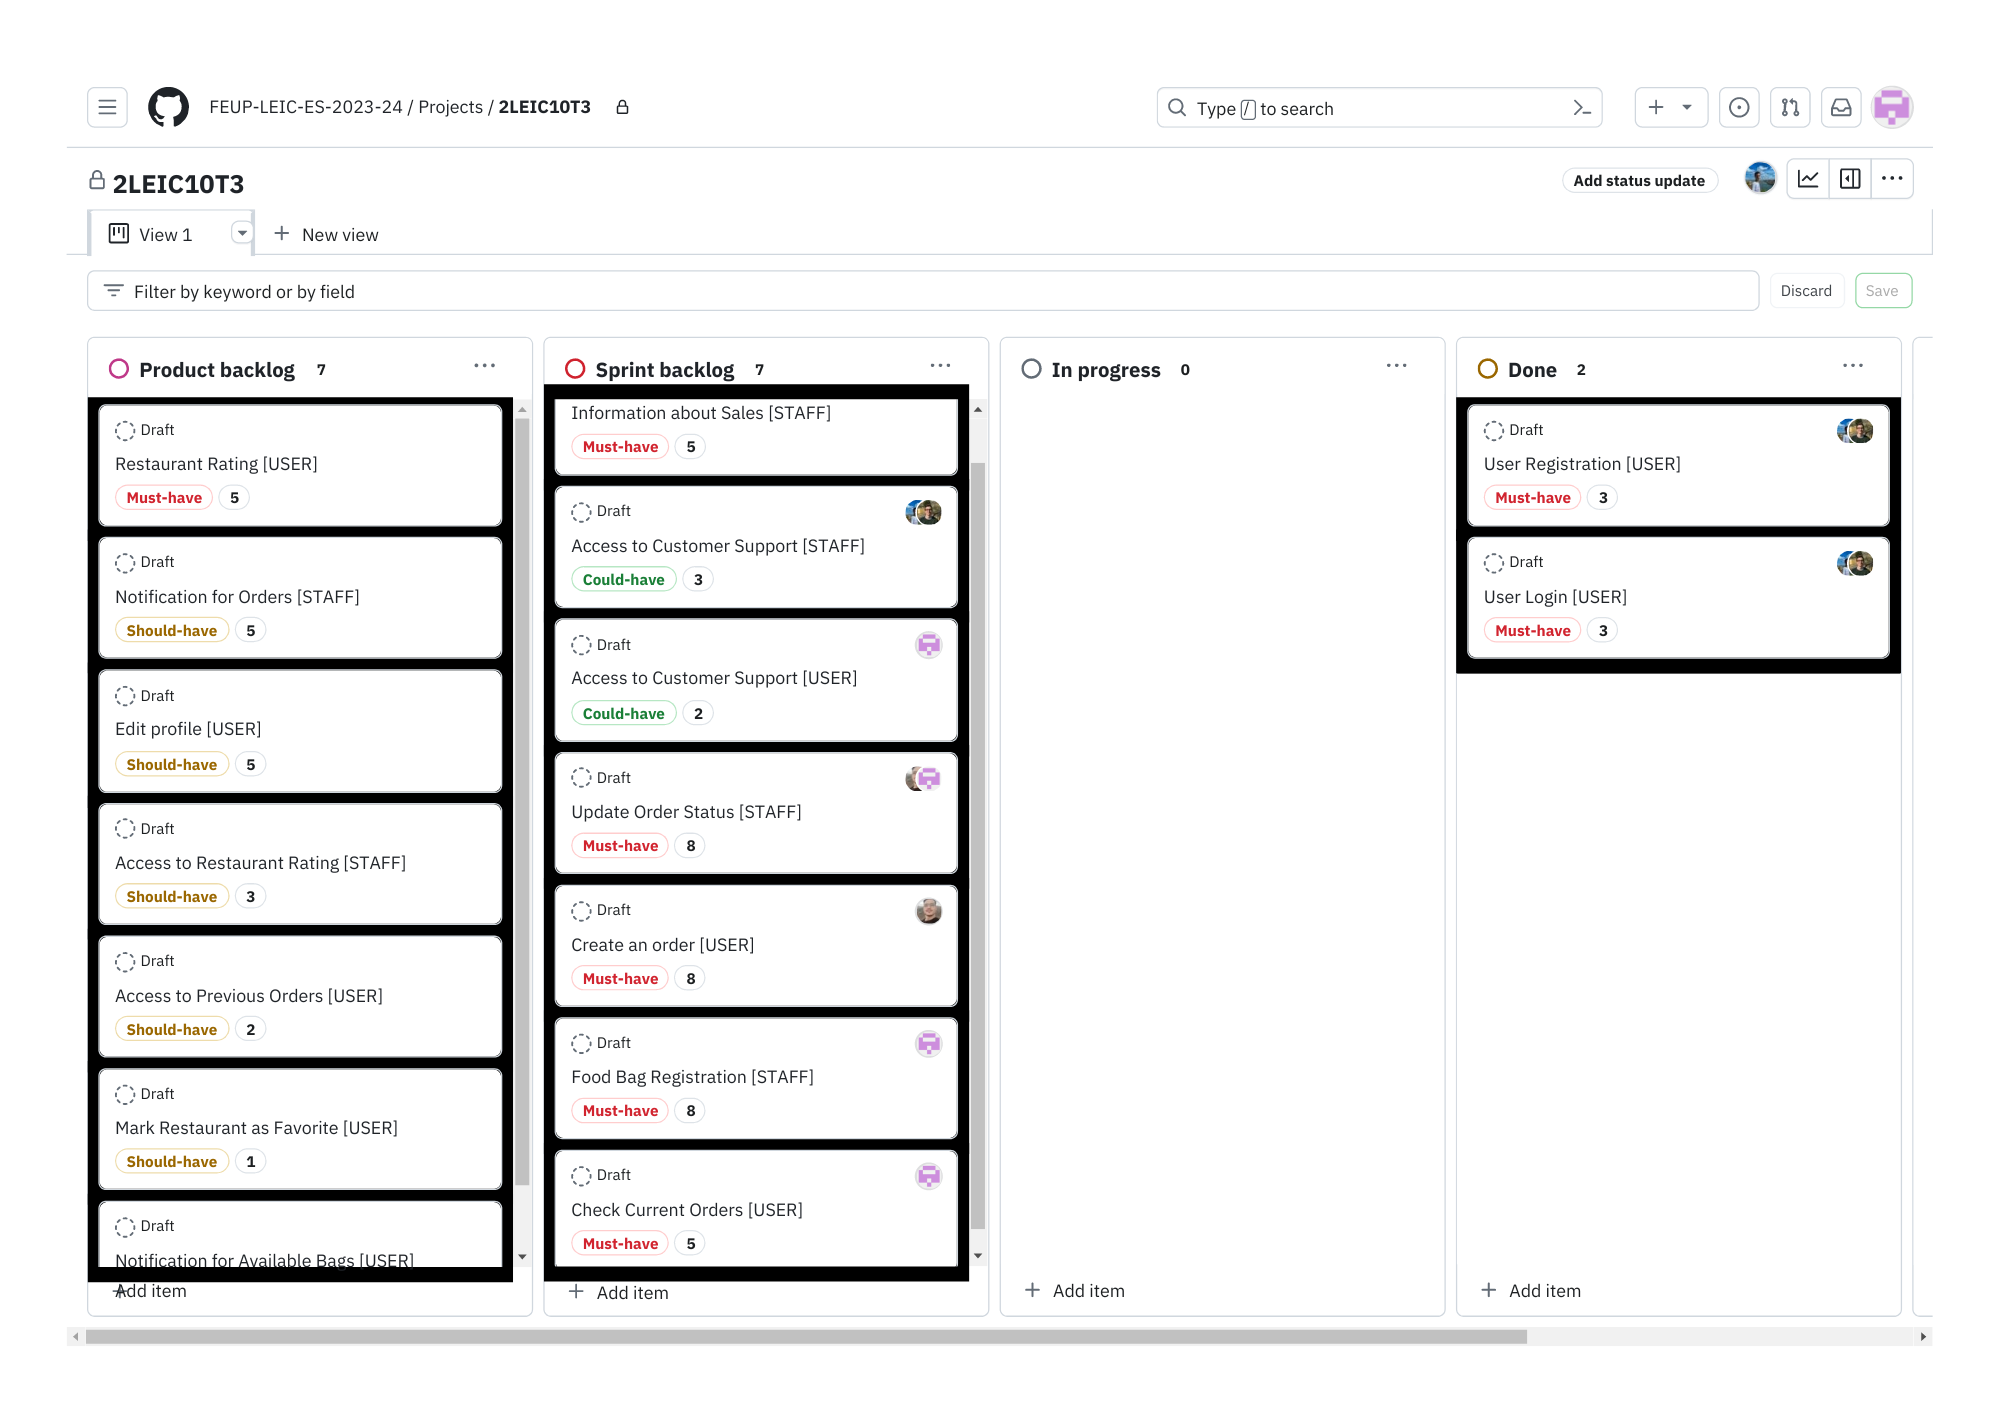 FEUP-LEIC-ES-2023-24 / Projects / 2LEIC10T3
Type / to search
2LEIC10T3
Add status update
View 1
New view
Filter by keyword or by field
Discard
Save
Product backlog 7
Draft
Restaurant Rating [USER]
Must-have 5
Draft
Notification for Orders [STAFF]
Should-have 5
Draft
Edit profile [USER]
Should-have 5
Draft
Access to Restaurant Rating [STAFF]
Should-have 3
Draft
Access to Previous Orders [USER]
Should-have 2
Draft
Mark Restaurant as Favorite [USER]
Should-have 1
Draft
Notification for Available Bags [USER]
Add item
Sprint backlog 7
Information about Sales [STAFF]
Must-have 5
Draft
Access to Customer Support [STAFF]
Could-have 3
Draft
Access to Customer Support [USER]
Could-have 2
Draft
Update Order Status [STAFF]
Must-have 8
Draft
Create an order [USER]
Must-have 8
Draft
Food Bag Registration [STAFF]
Must-have 8
Draft
Check Current Orders [USER]
Must-have 5
Add item
In progress 0
Add item
Done 2
Draft
User Registration [USER]
Must-have 3
Draft
User Login [USER]
Must-have 3
Add item